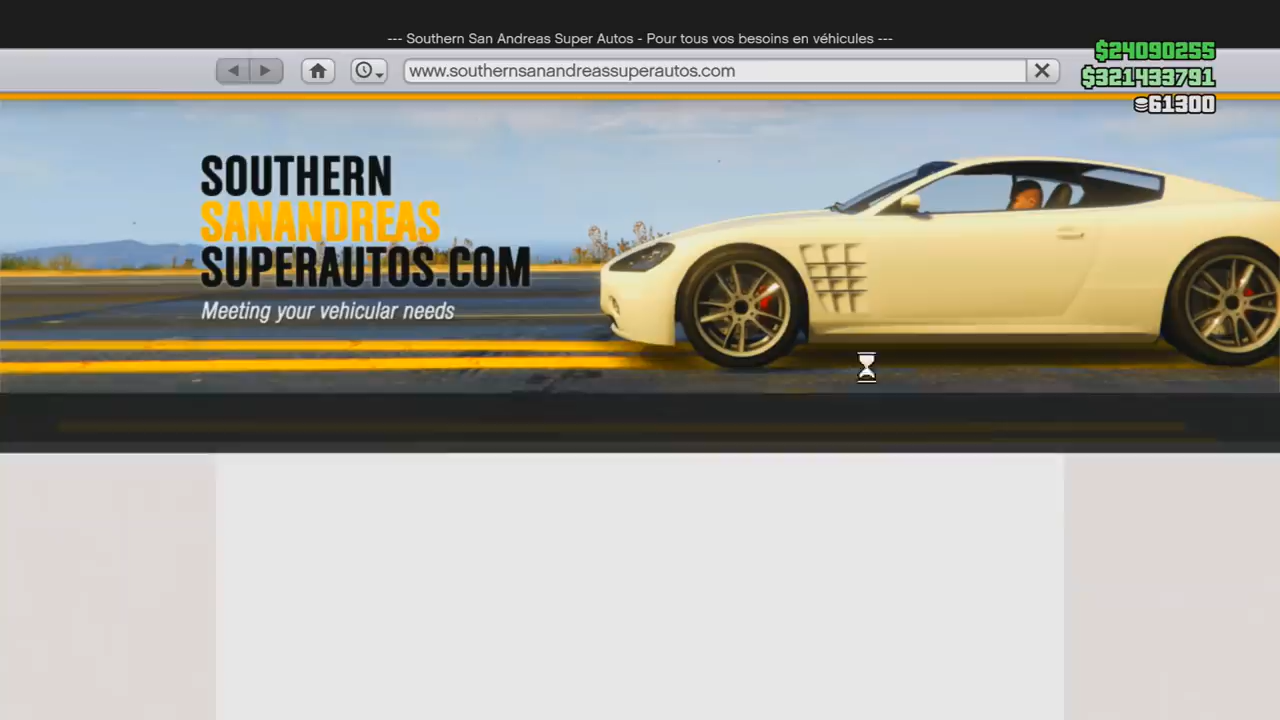 --- Southern San Andreas Super Autos - Pour tous vos besoins en véhicules ---
www.southernsanandreassuperautos.com
$24090255
$321433791
61300
SOUTHERN
SANANDREAS
SUPERAUTOS.COM
Meeting your vehicular needs